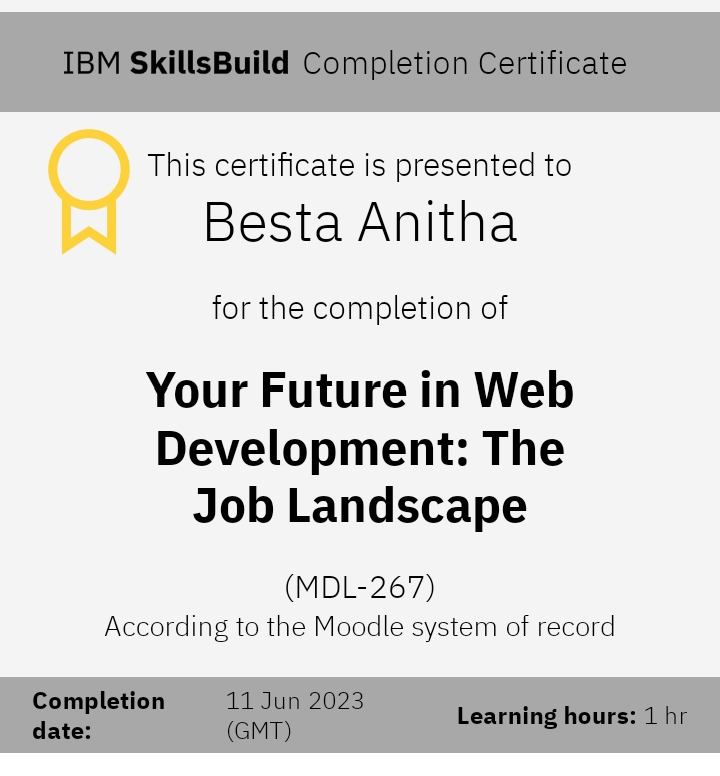 IBM SkillsBuild Completion Certificate
This certificate is presented to
Besta Anitha
for the completion of
Your Future in Web
Development: The
Job Landscape
(MDL-267)
According to the Moodle system of record
Completion date: 11 Jun 2023 (GMT)
Learning hours: 1 hr